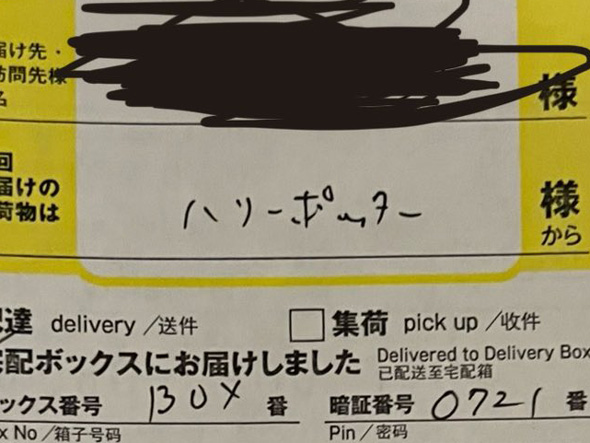 届け先・
訪問先様
名
様
回
届けの
荷物は
ハリーポッター
様
から
配達 delivery／送件 □ 集荷 pick up／收件
宅配ボックスにお届けしました Delivered to Delivery Box
已配送至宅配箱
ックス番号 BOX 番 暗証番号 0721 番
x No／箱子号码 Pin／密码